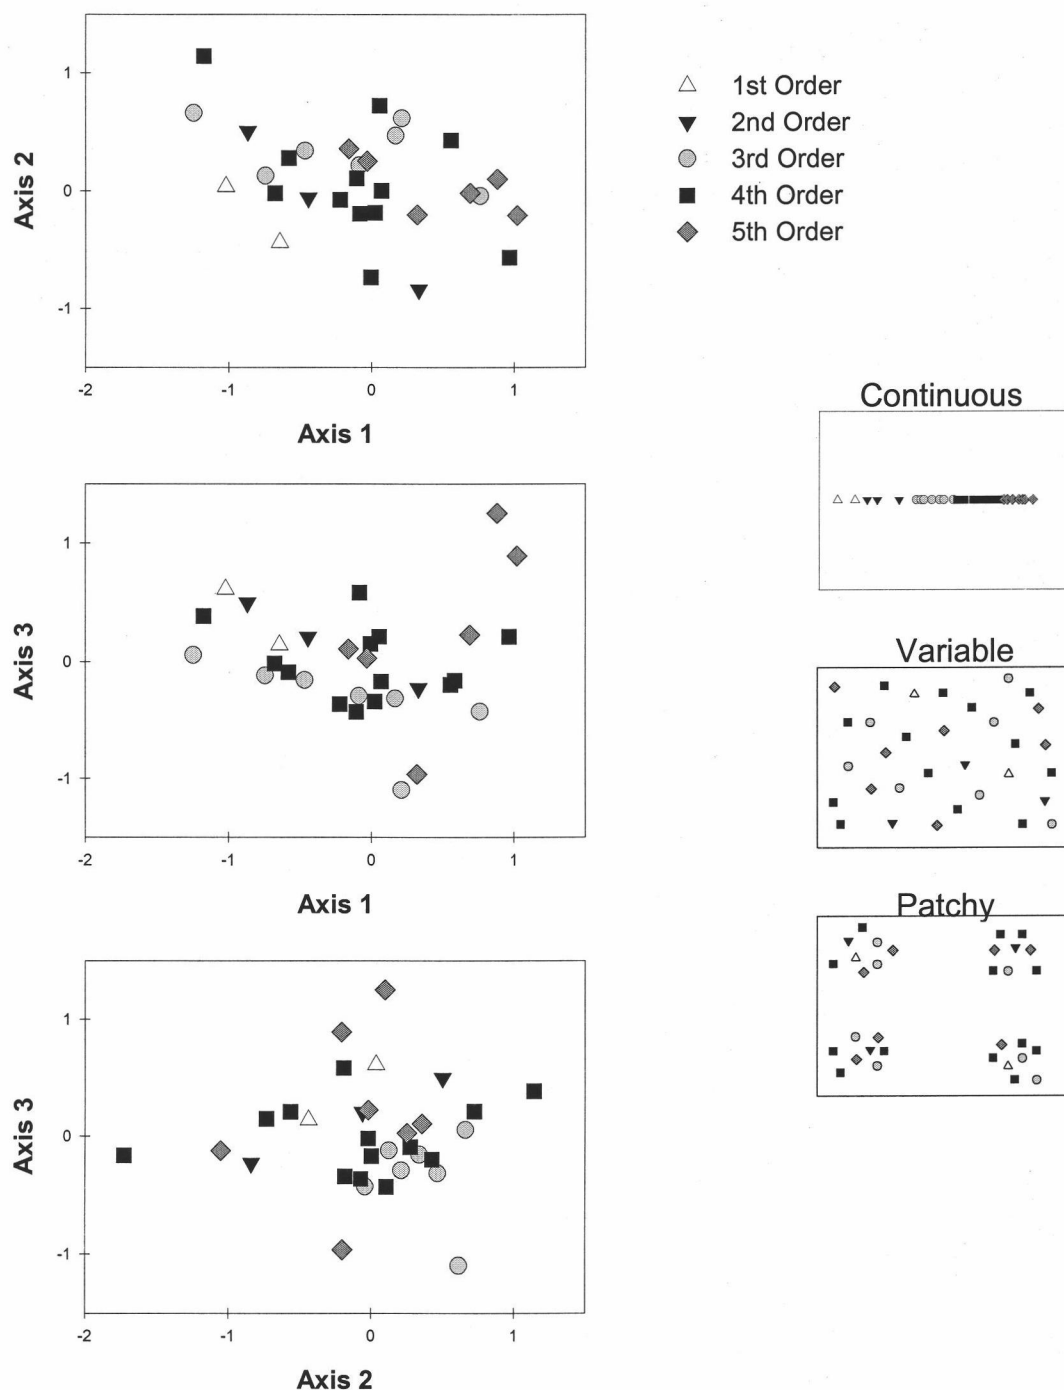 1
0
-1
Axis 2
-2
-1
0
1
Axis 1
1st Order
2nd Order
3rd Order
4th Order
5th Order
Continuous
1
0
-1
Axis 3
-2
-1
0
1
Axis 1
Variable
Patchy
1
0
-1
Axis 3
-2
-1
0
1
Axis 2